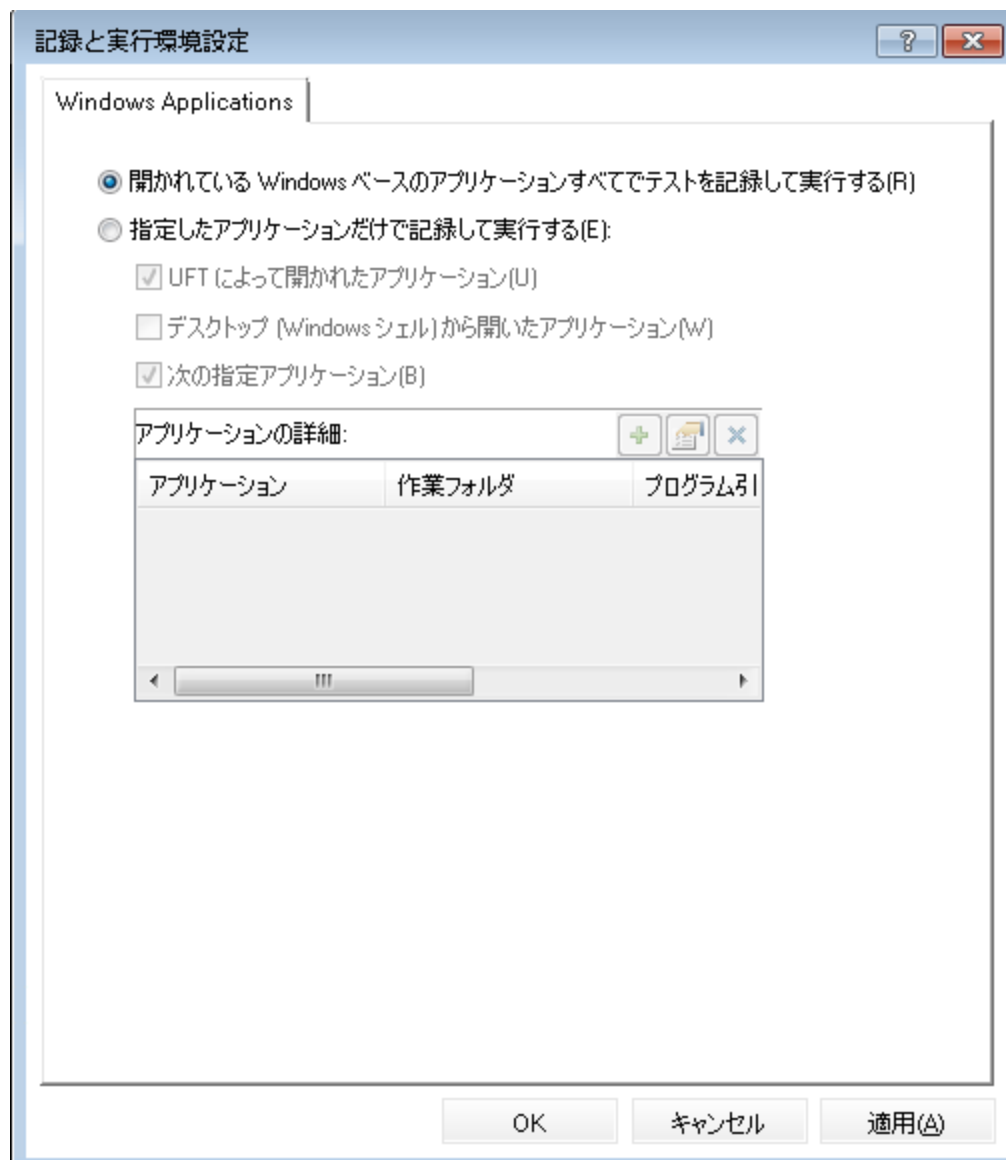 記録と実行環境設定
Windows Applications
開かれている Windows ベースのアプリケーションすべてでテストを記録して実行する(R)
指定したアプリケーションだけで記録して実行する(E):
UFT によって開かれたアプリケーション(U)
デスクトップ (Windows シェル) から開いたアプリケーション(W)
次の指定アプリケーション(B)
アプリケーションの詳細:
アプリケーション 作業フォルダ プログラム引
OK キャンセル 適用(A)